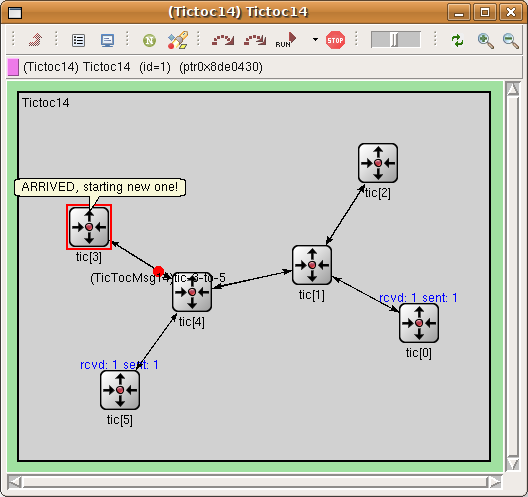 (Tictoc14) Tictoc14
RUN
STOP
(Tictoc14) Tictoc14 (id=1) (ptr0x8de0430)
Tictoc14
tic[2]
ARRIVED, starting new one!
tic[3]
(TicTocMsg14)tic-3-to-5
tic[1]
rcvd: 1 sent: 1
tic[4]
tic[0]
rcvd: 1 sent: 1
tic[5]